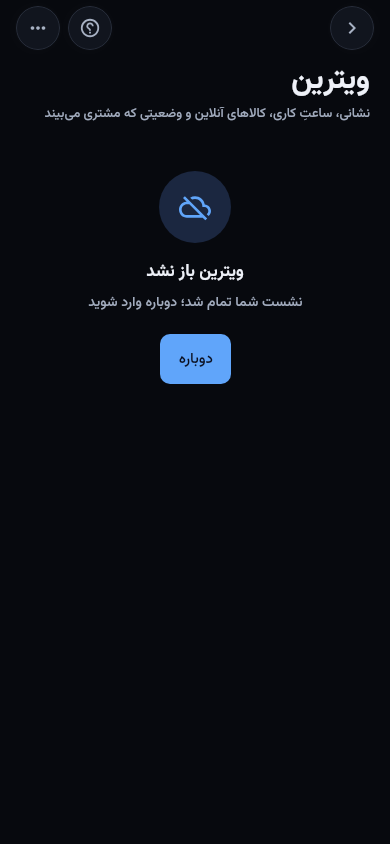 ویترین
نشانی، ساعتِ کاری، کالاهای آنلاین و وضعیتی که مشتری می‌بیند
ویترین باز نشد
نشست شما تمام شد؛ دوباره وارد شوید
دوباره